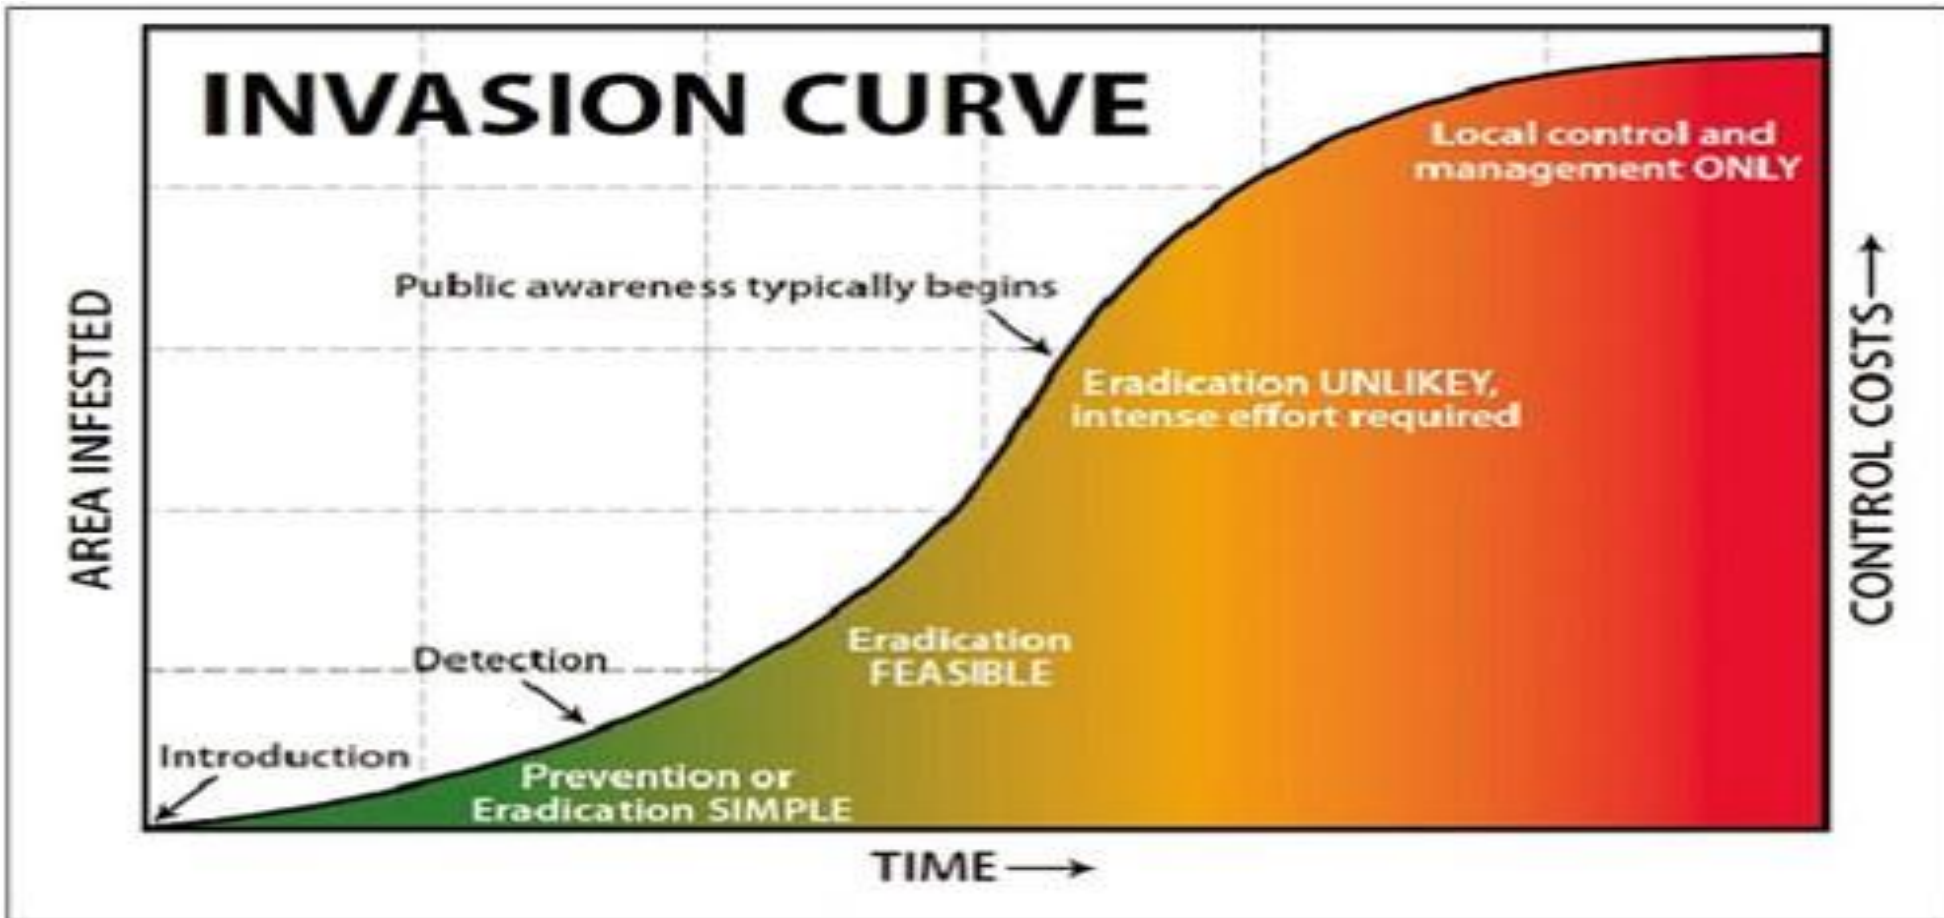 INVASION CURVE
Local control and
management ONLY
Public awareness typically begins
Eradication UNLIKEY,
intense effort required
AREA INFESTED
CONTROL COSTS→
Eradication
FEASIBLE
Detection
Introduction
Prevention or
Eradication SIMPLE
TIME→